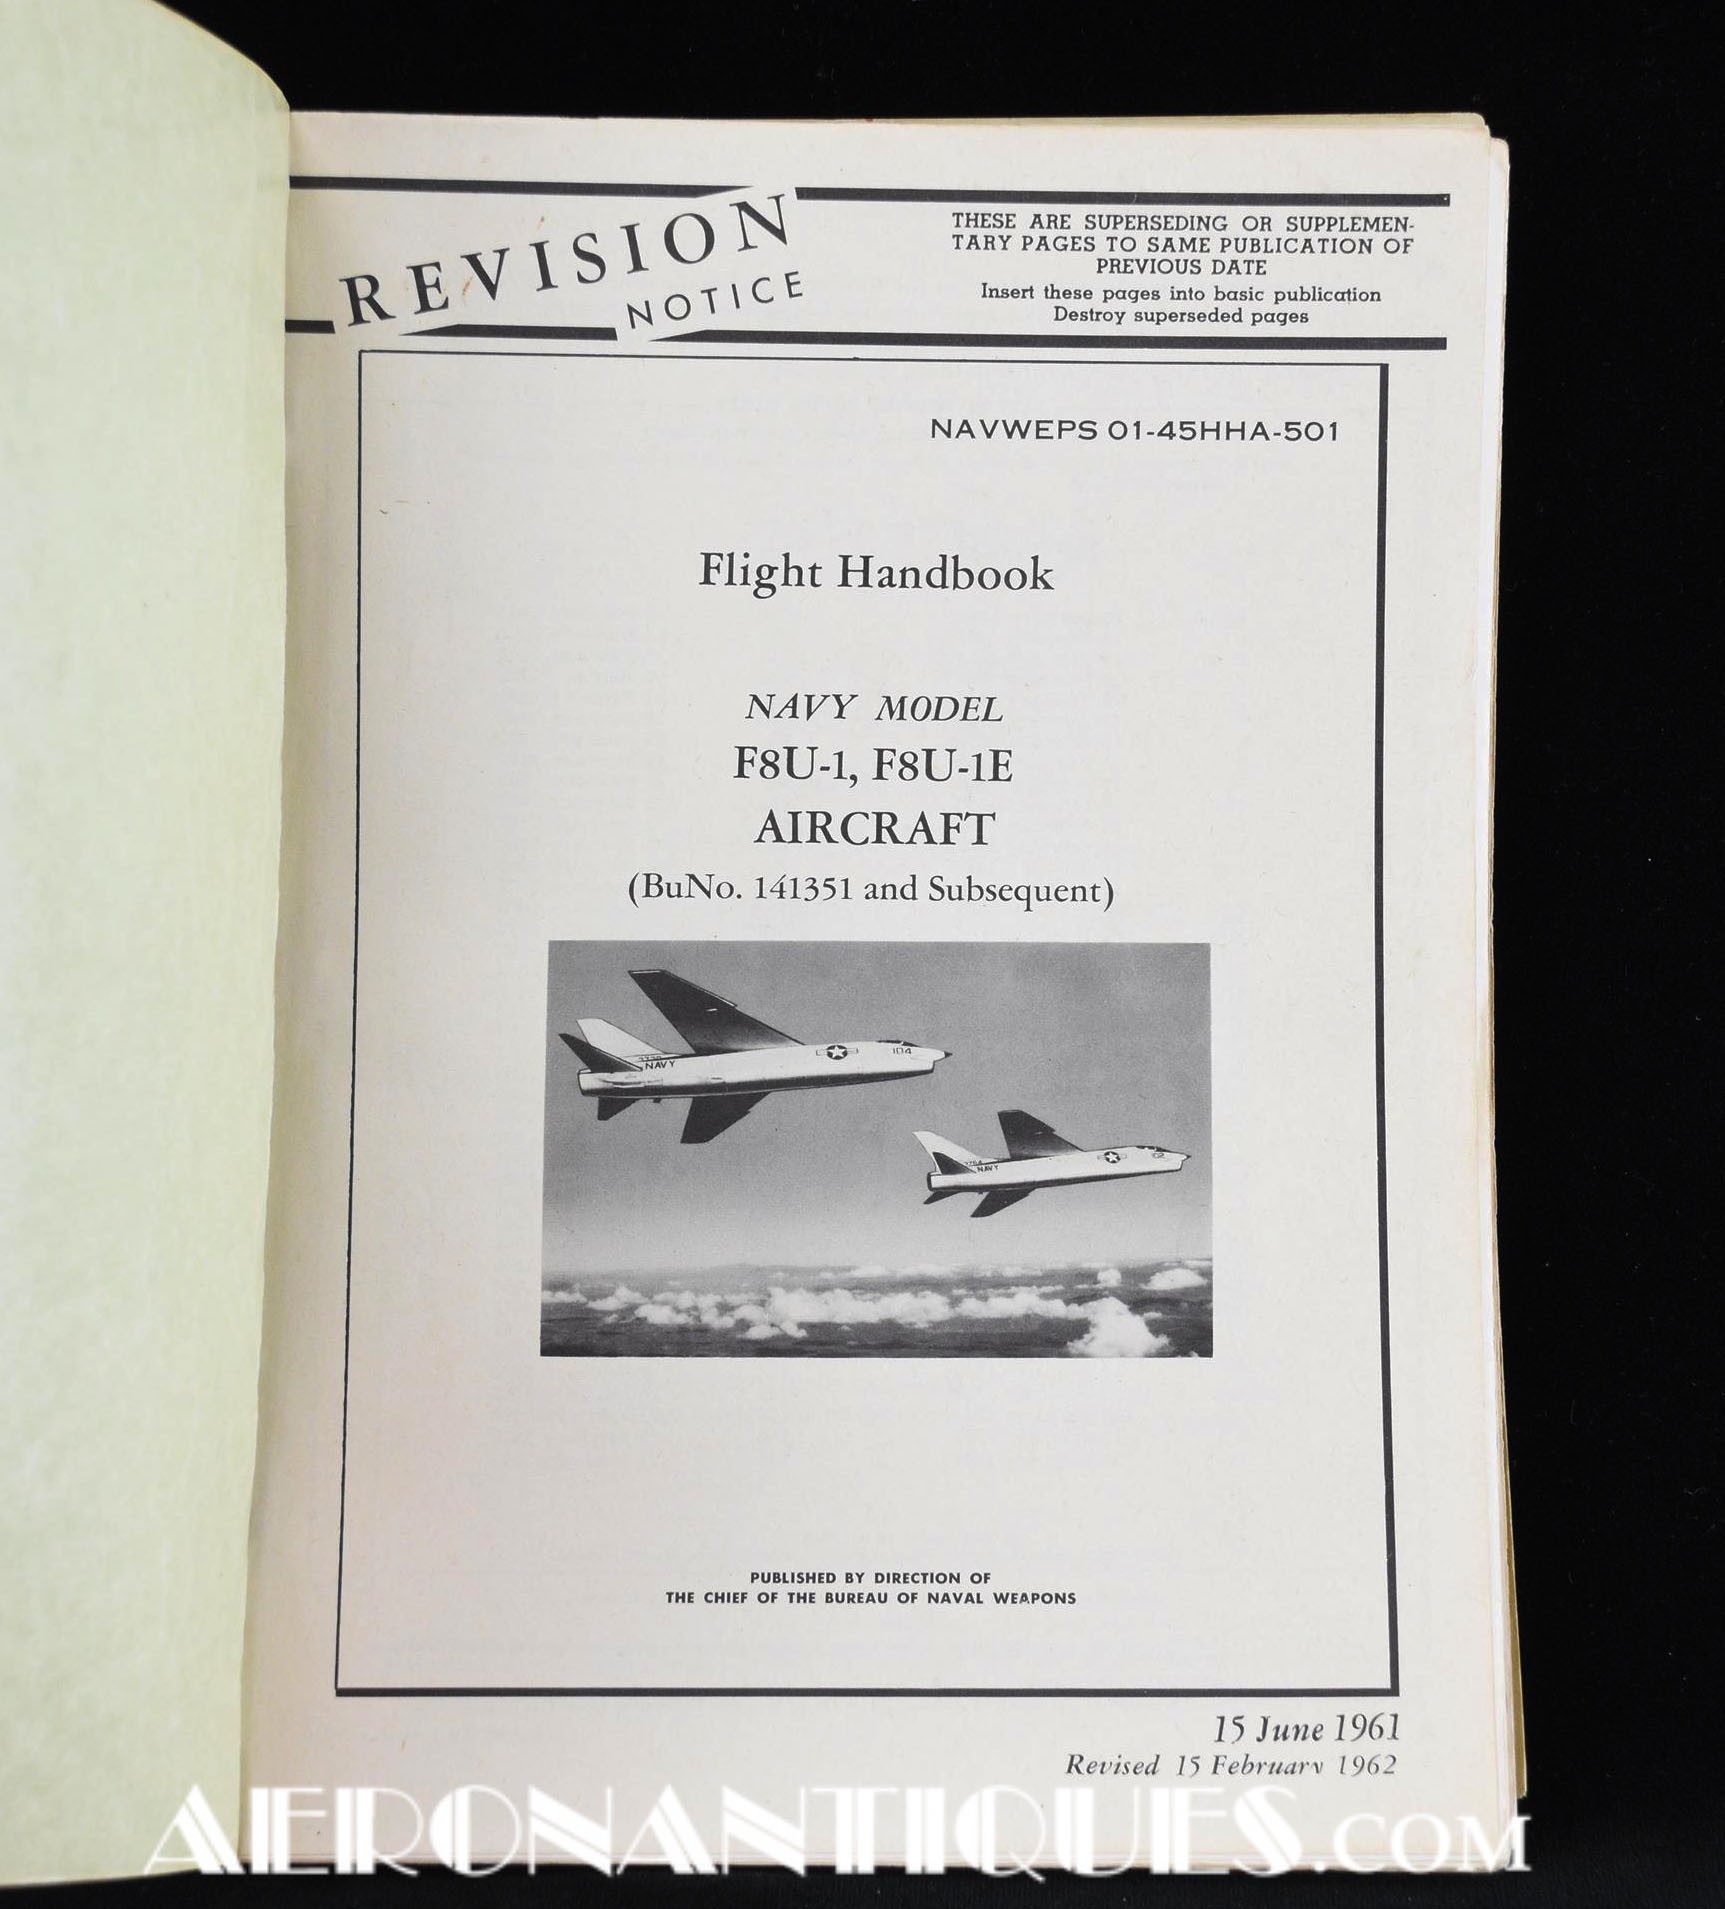 REVISION
NOTICE
THESE ARE SUPERSEDING OR SUPPLEMEN-
TARY PAGES TO SAME PUBLICATION OF
PREVIOUS DATE
Insert these pages into basic publication
Destroy superseded pages
NAVWEPS 01-45HHA-501
Flight Handbook
NAVY MODEL
F8U-1, F8U-1E
AIRCRAFT
(BuNo. 141351 and Subsequent)
NAVY
104
NAVY
102
PUBLISHED BY DIRECTION OF
THE CHIEF OF THE BUREAU OF NAVAL WEAPONS
15 June 1961
Revised 15 February 1962
AERONANTIQUES.COM